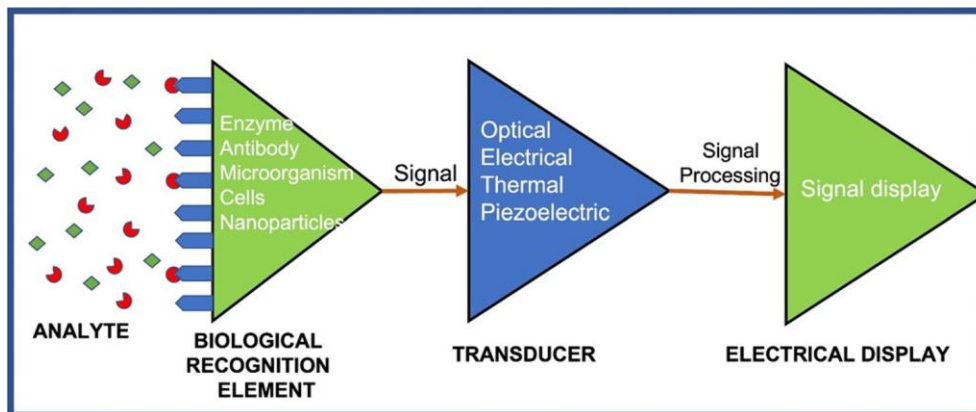 Enzyme
Antibody
Microorganism
Cells
Nanoparticles
Signal
Optical
Electrical
Thermal
Piezoelectric
Signal
Processing
Signal display
ANALYTE
BIOLOGICAL
RECOGNITION
ELEMENT
TRANSDUCER
ELECTRICAL DISPLAY